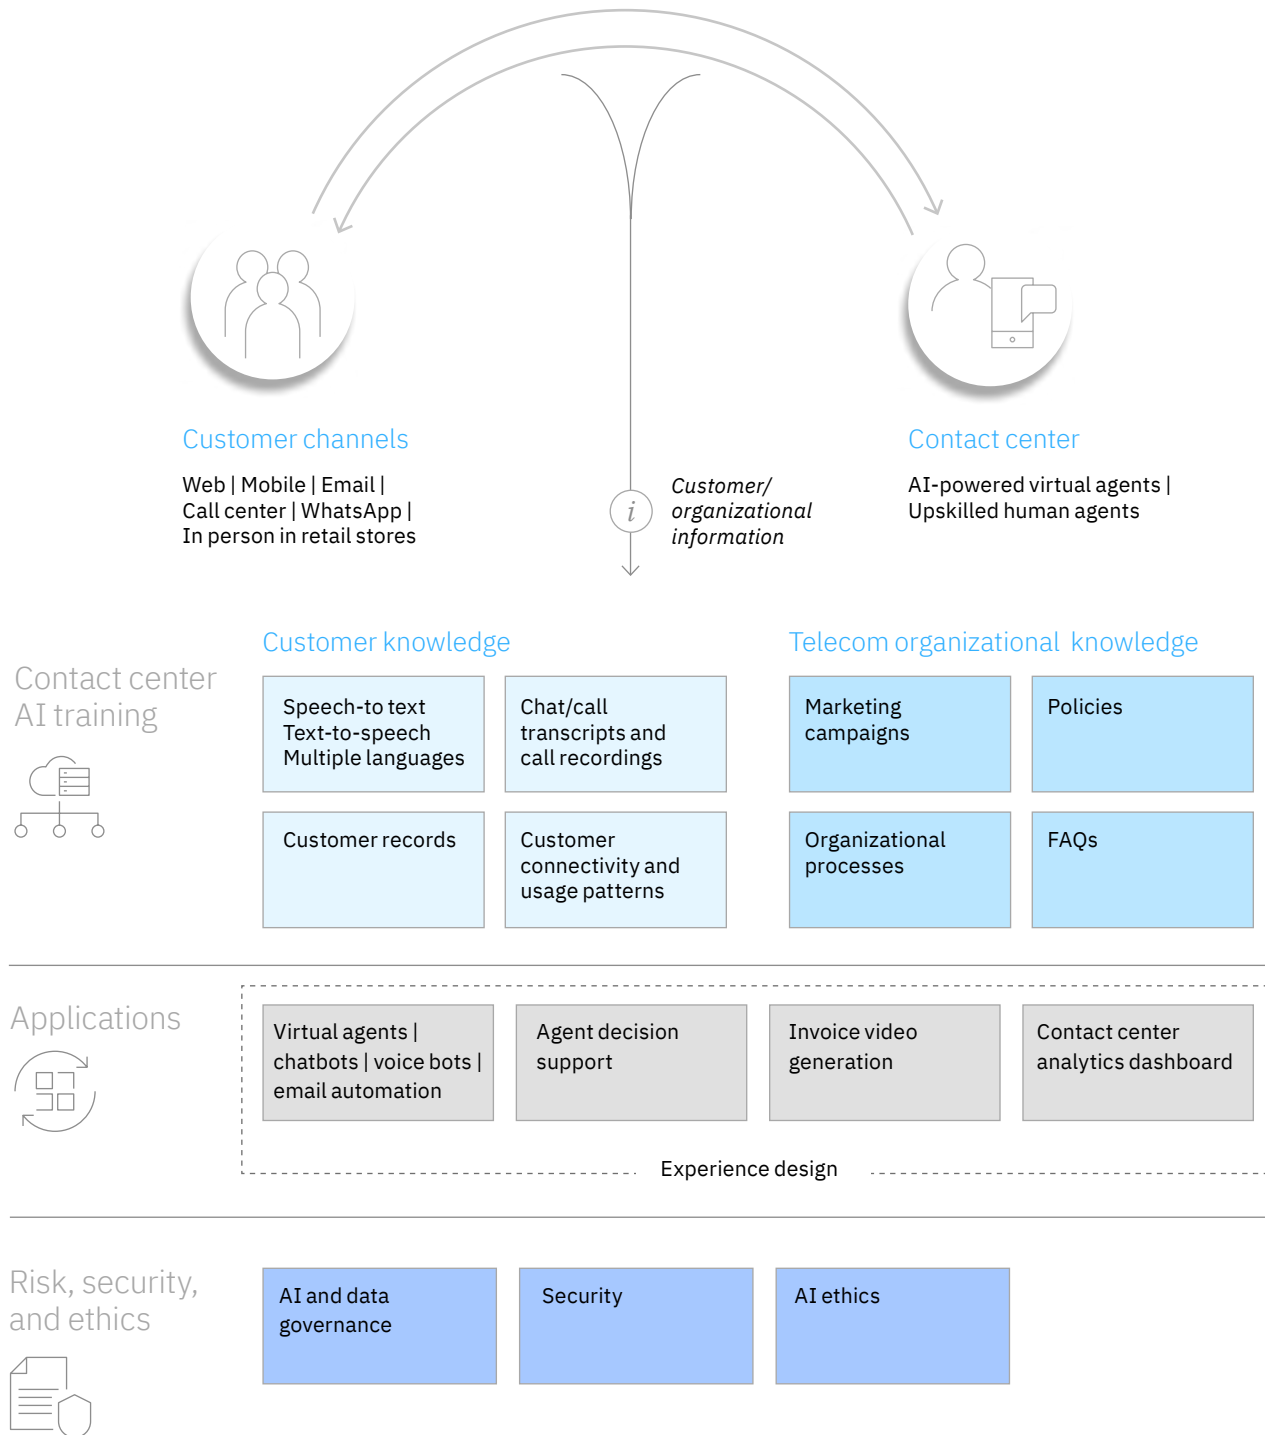 Customer channels
Web | Mobile | Email |
Call center | WhatsApp |
In person in retail stores
i
Customer/
organizational
information
Contact center
AI-powered virtual agents |
Upskilled human agents
Contact center
AI training
Customer knowledge
Speech-to text
Text-to-speech
Multiple languages
Chat/call
transcripts and
call recordings
Customer records
Customer
connectivity and
usage patterns
Telecom organizational knowledge
Marketing
campaigns
Policies
Organizational
processes
FAQs
Applications
Virtual agents |
chatbots | voice bots |
email automation
Agent decision
support
Invoice video
generation
Contact center
analytics dashboard
Experience design
Risk, security,
and ethics
AI and data
governance
Security
AI ethics